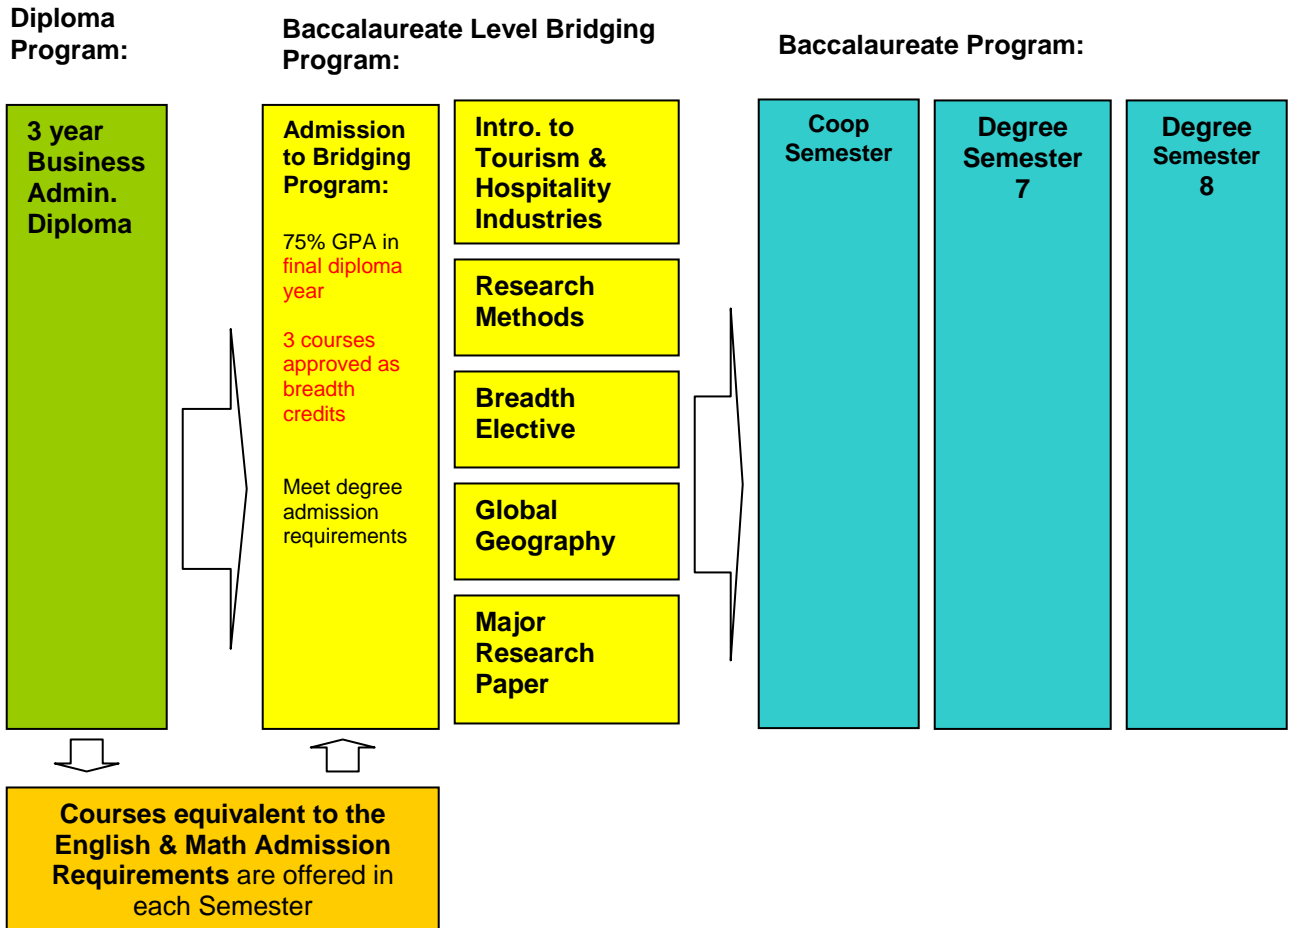 Diploma
Program:
Baccalaureate Level Bridging
Program:
Baccalaureate Program:
3 year
Business
Admin.
Diploma
Admission
to Bridging
Program:
75% GPA in
final diploma
year
3 courses
approved as
breadth
credits
Meet degree
admission
requirements
Intro. to
Tourism &
Hospitality
Industries
Research
Methods
Breadth
Elective
Global
Geography
Major
Research
Paper
Coop
Semester
Degree
Semester
7
Degree
Semester
8
Courses equivalent to the
English & Math Admission
Requirements are offered in
each Semester